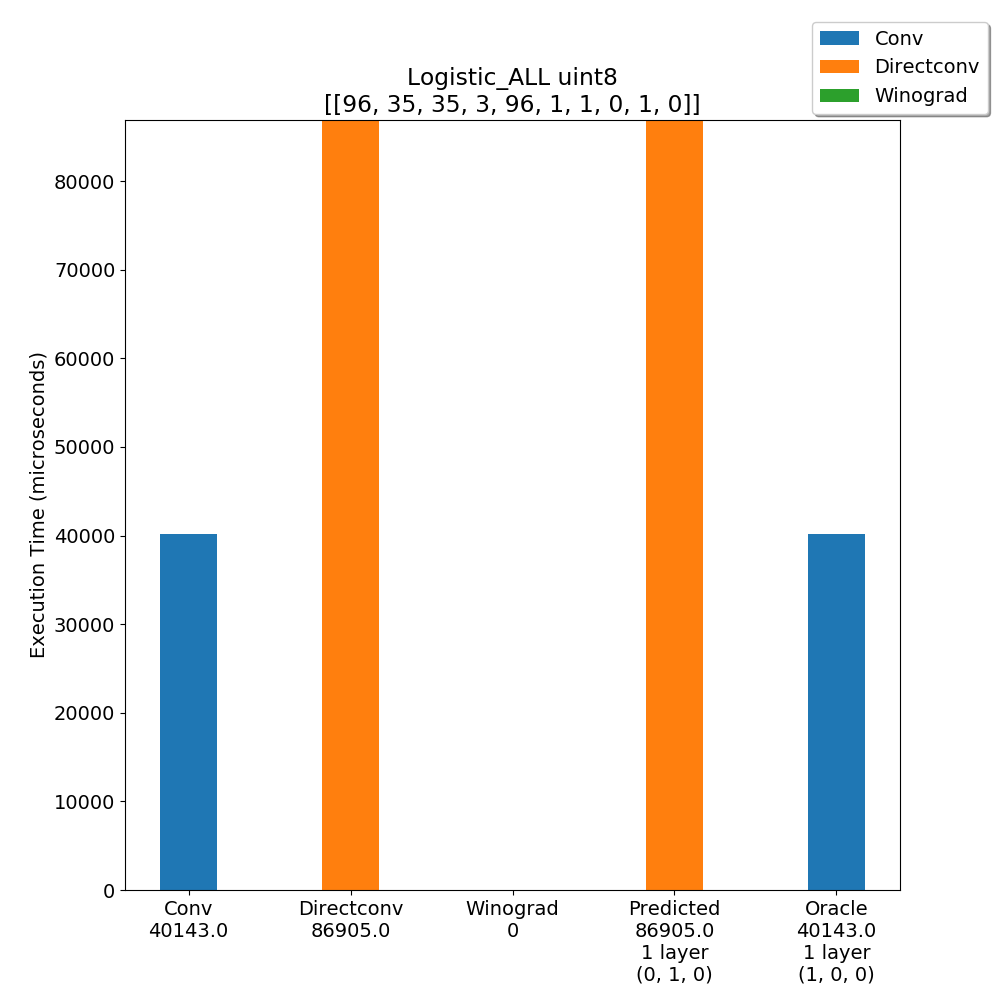 Conv
Directconv
Winograd
Logistic_ALL uint8
[[96, 35, 35, 3, 96, 1, 1, 0, 1, 0]]
Execution Time (microseconds)
80000
70000
60000
50000
40000
30000
20000
10000
0
Conv
40143.0
Directconv
86905.0
Winograd
0
Predicted
86905.0
1 layer
(0, 1, 0)
Oracle
40143.0
1 layer
(1, 0, 0)